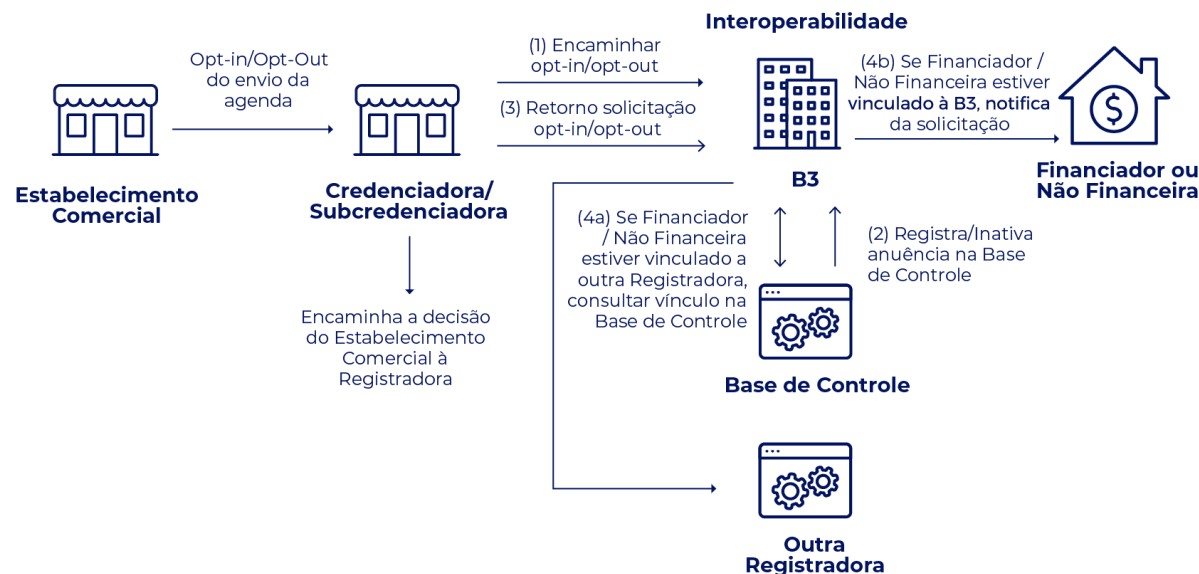 Interoperabilidade
Opt-in/Opt-Out
do envio da
agenda
(1) Encaminhar
opt-in/opt-out
(3) Retorno solicitação
opt-in/opt-out
(4b) Se Financiador /
Não Financeira estiver
vinculado à B3, notifica
da solicitação
Estabelecimento
Comercial
Credenciadora/
Subcredenciadora
B3
Financiador ou
Não Financeira
Encaminha a decisão
do Estabelecimento
Comercial à
Registradora
(4a) Se Financiador
/ Não Financeira
estiver vinculado a
outra Registradora,
consultar vínculo na
Base de Controle
(2) Registra/Inativa
anuência na Base
de Controle
Base de Controle
Outra
Registradora